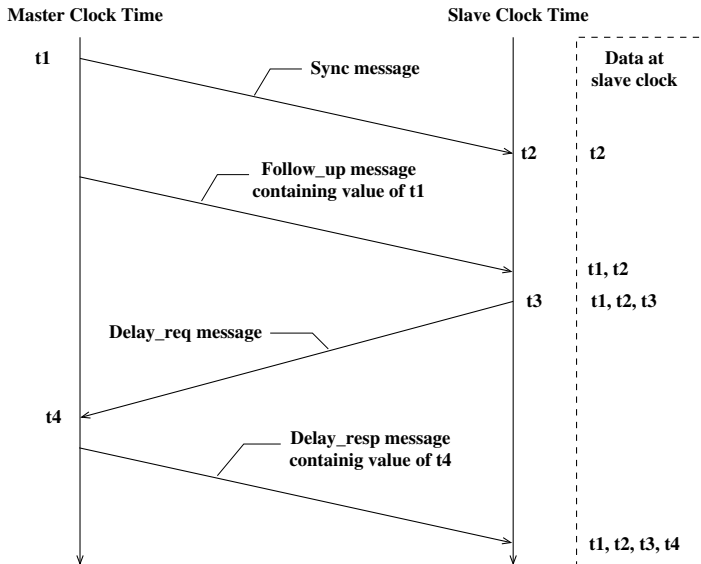 Master Clock Time
Slave Clock Time
t1
Data at
slave clock
Sync message
t2
t2
Follow_up message
containing value of t1
t1, t2
t3
t1, t2, t3
Delay_req message
t4
Delay_resp message
containig value of t4
t1, t2, t3, t4